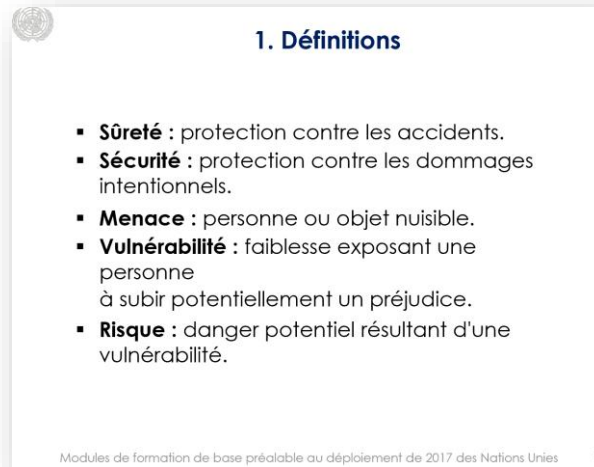 1. Définitions
▪ Sûreté : protection contre les accidents.
▪ Sécurité : protection contre les dommages
intentionnels.
▪ Menace : personne ou objet nuisible.
▪ Vulnérabilité : faiblesse exposant une
personne
à subir potentiellement un préjudice.
▪ Risque : danger potentiel résultant d'une
vulnérabilité.
Modules de formation de base préalable au déploiement de 2017 des Nations Unies